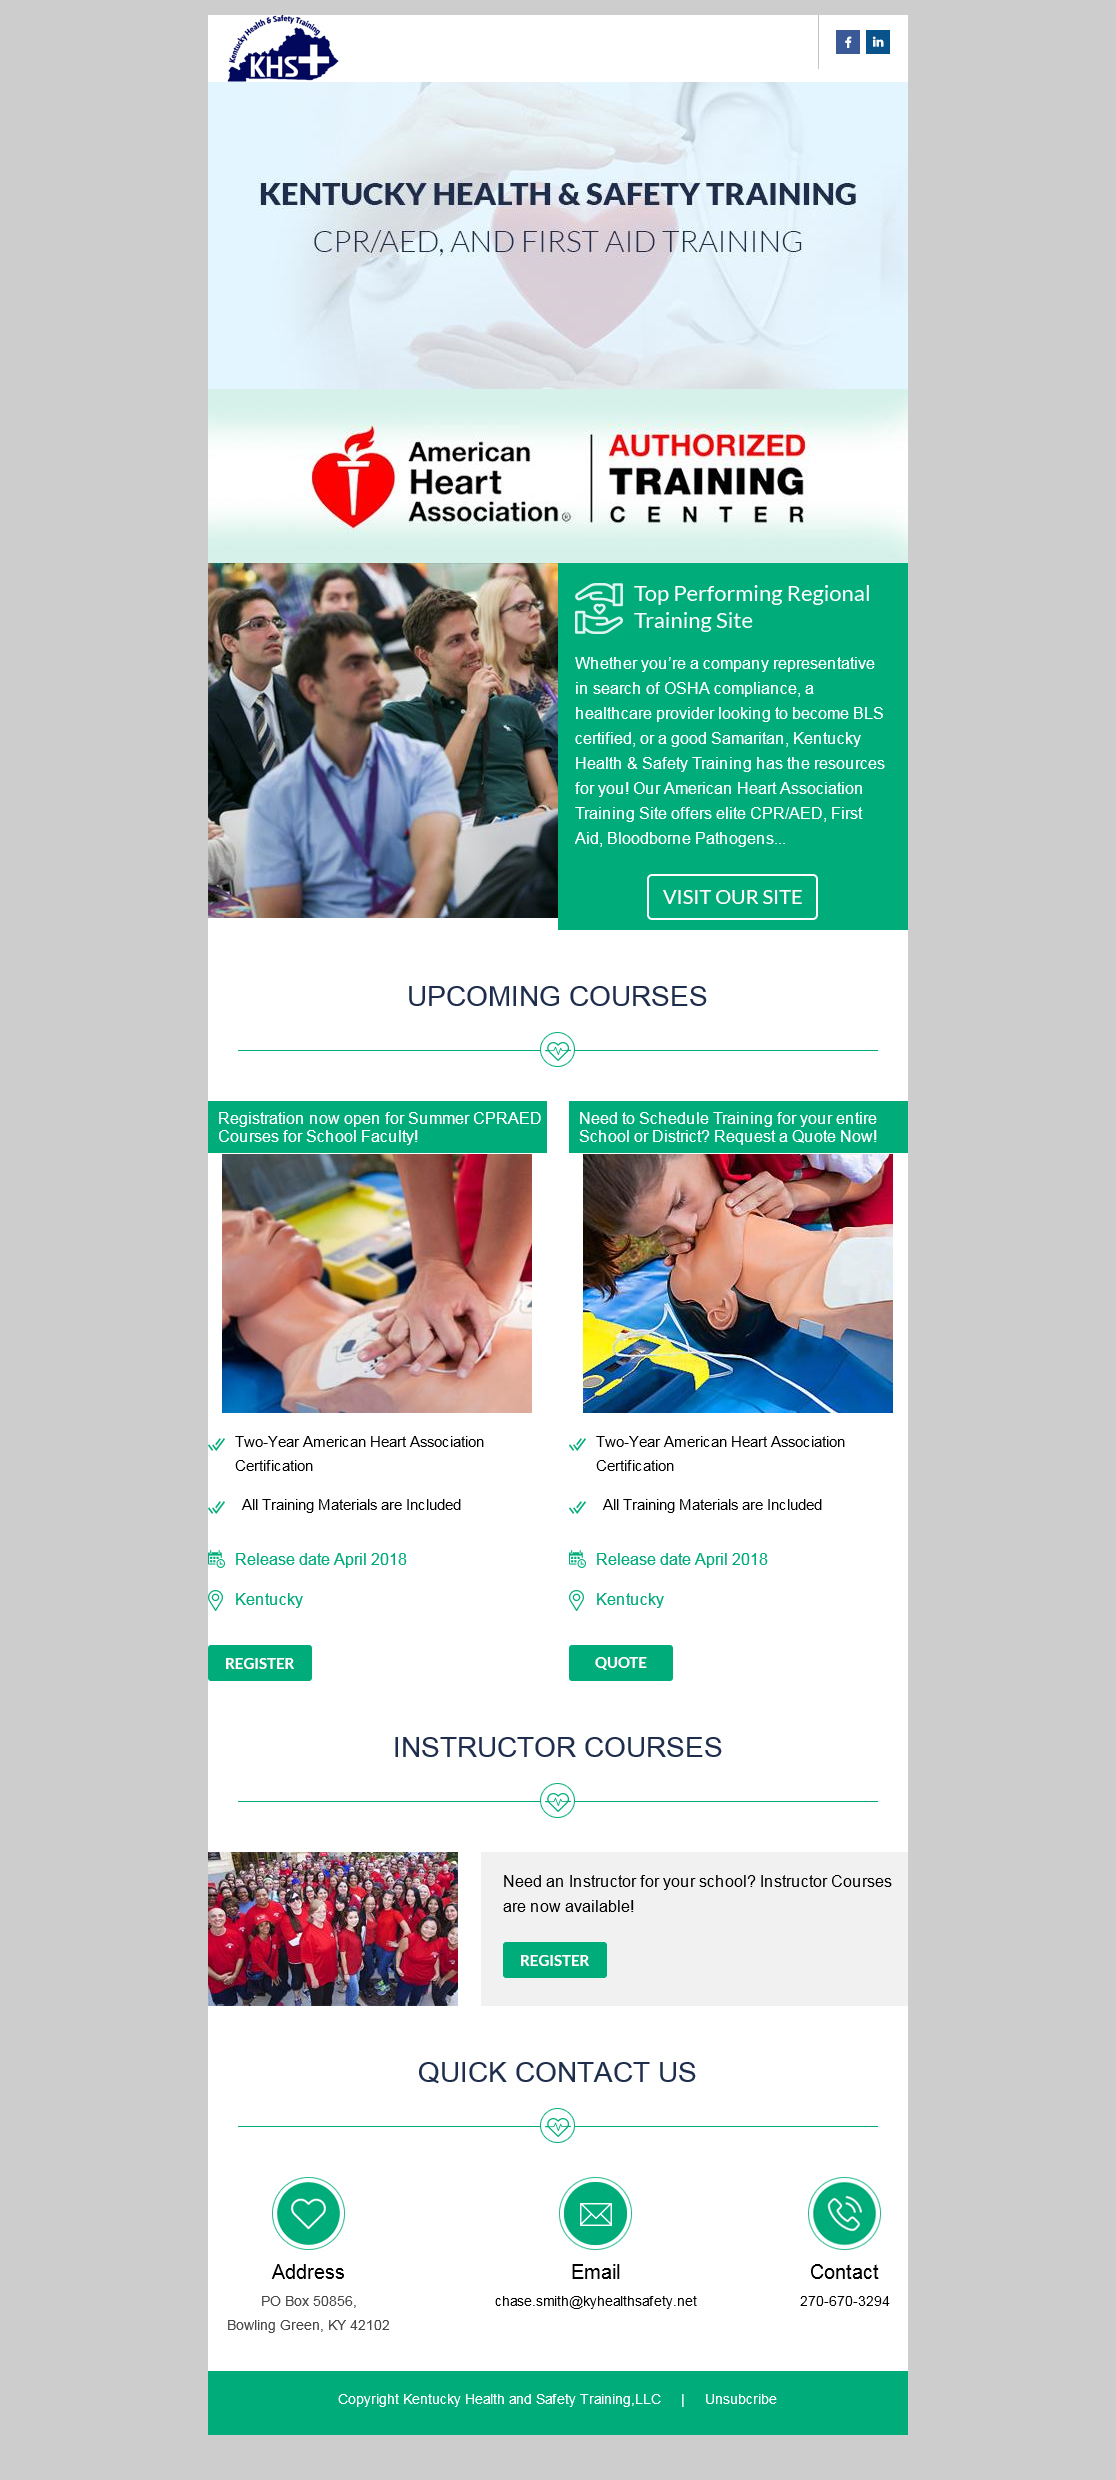 Kentucky Health & Safety Training
KHS
f
in
KENTUCKY HEALTH & SAFETY TRAINING
CPR/AED, AND FIRST AID TRAINING
American
Heart
Association®
AUTHORIZED
TRAINING
CENTER
Top Performing Regional
Training Site
Whether you're a company representative
in search of OSHA compliance, a
healthcare provider looking to become BLS
certified, or a good Samaritan, Kentucky
Health & Safety Training has the resources
for you! Our American Heart Association
Training Site offers elite CPR/AED, First
Aid, Bloodborne Pathogens...
VISIT OUR SITE
UPCOMING COURSES
Registration now open for Summer CPRAED
Courses for School Faculty!
Two-Year American Heart Association
Certification
All Training Materials are Included
Release date April 2018
Kentucky
REGISTER
Need to Schedule Training for your entire
School or District? Request a Quote Now!
Two-Year American Heart Association
Certification
All Training Materials are Included
Release date April 2018
Kentucky
QUOTE
INSTRUCTOR COURSES
Need an Instructor for your school? Instructor Courses
are now available!
REGISTER
QUICK CONTACT US
Address
PO Box 50856,
Bowling Green, KY 42102
Email
chase.smith@kyhealthsafety.net
Contact
270-670-3294
Copyright Kentucky Health and Safety Training,LLC | Unsubcribe